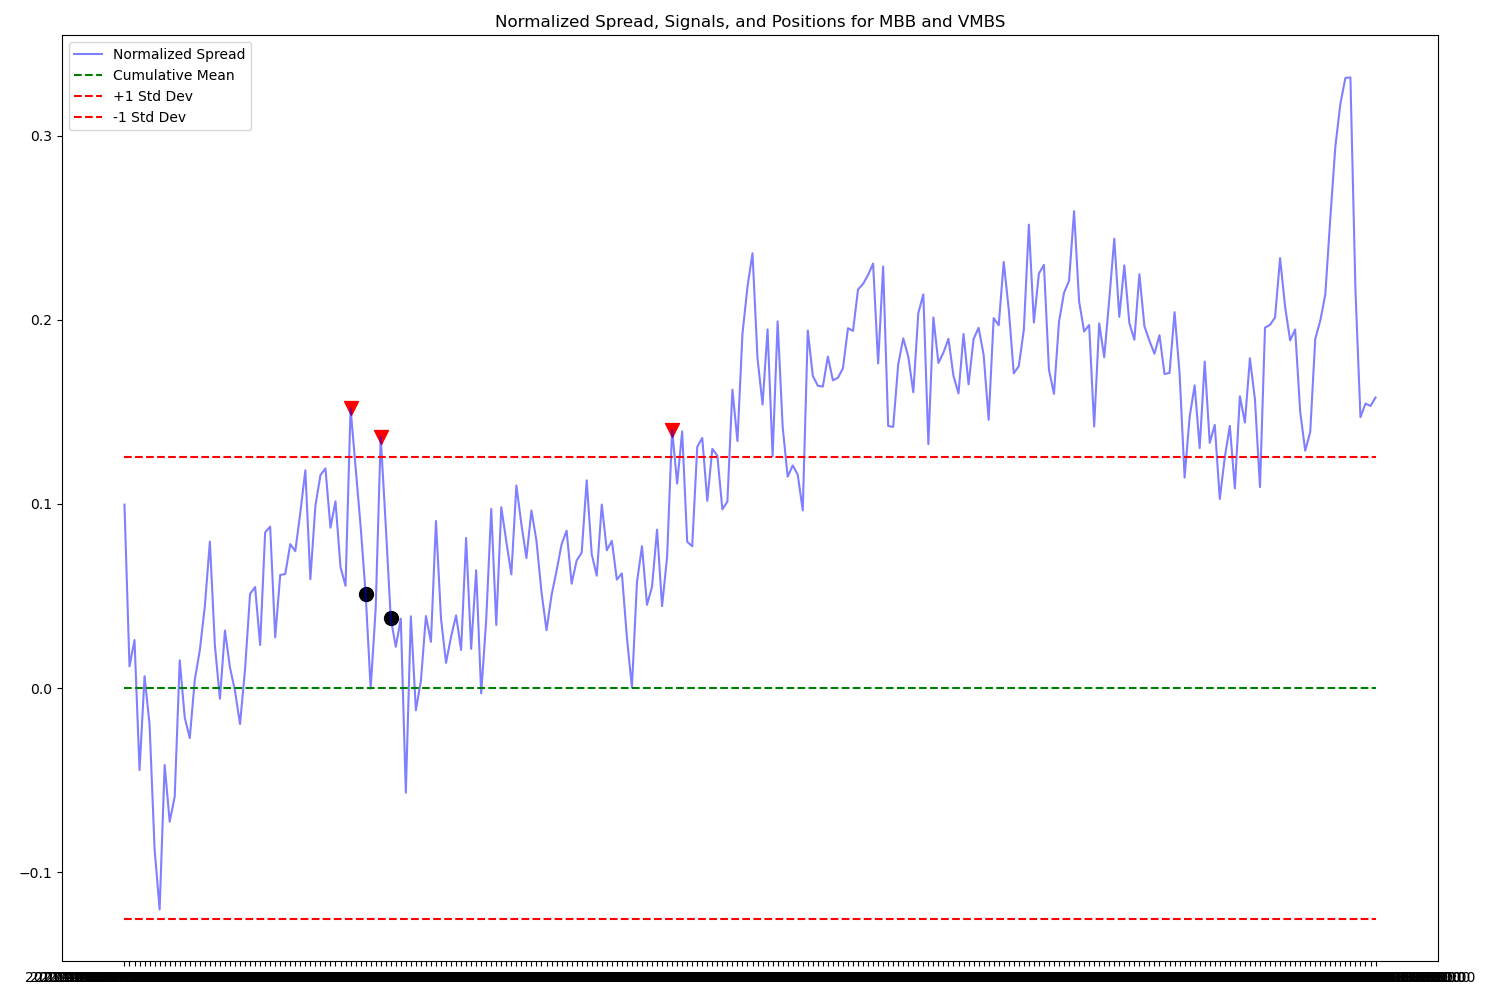 Normalized Spread, Signals, and Positions for MBB and VMBS
Normalized Spread
Cumulative Mean
+1 Std Dev
-1 Std Dev
0.3
0.2
0.1
0.0
−0.1